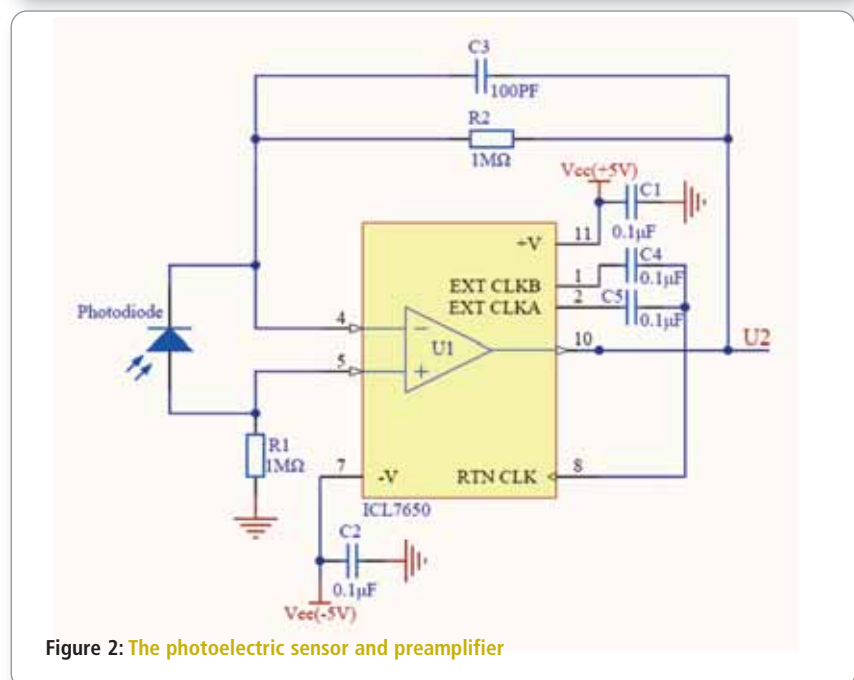 C3
100PF
R2
1MΩ
Vcc(+5V)
C1
0.1μF
+V
11
C4
0.1μF
EXT CLKB
1
EXT CLKA
2
C5
0.1μF
Photodiode
4
U1
10
U2
5
R1
1MΩ
7
-V
RTN CLK
8
ICL7650
C2
0.1μF
Vee(-5V)
Figure 2: The photoelectric sensor and preamplifier